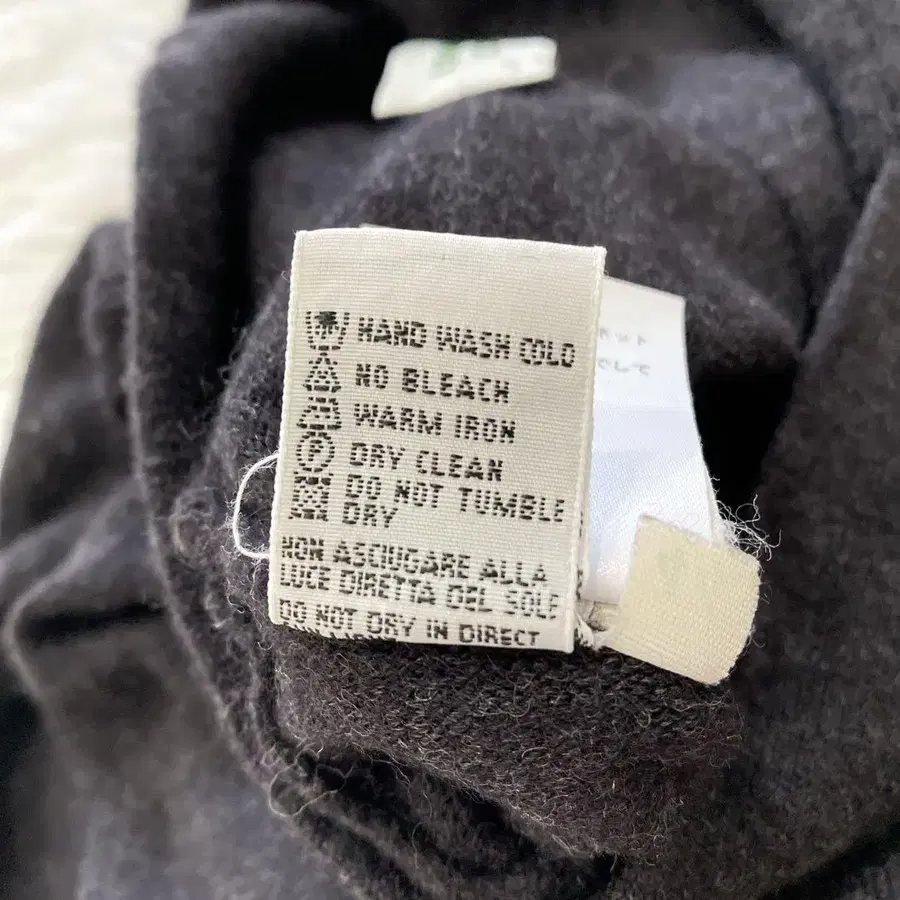 HAND WASH COLD
NO BLEACH
WARM IRON
P DRY CLEAN
DO NOT TUMBLE
DRY
NON ASCIUGARE ALLA
LUCE DIRETTA DEL SOLE
DO NOT DRY IN DIRECT